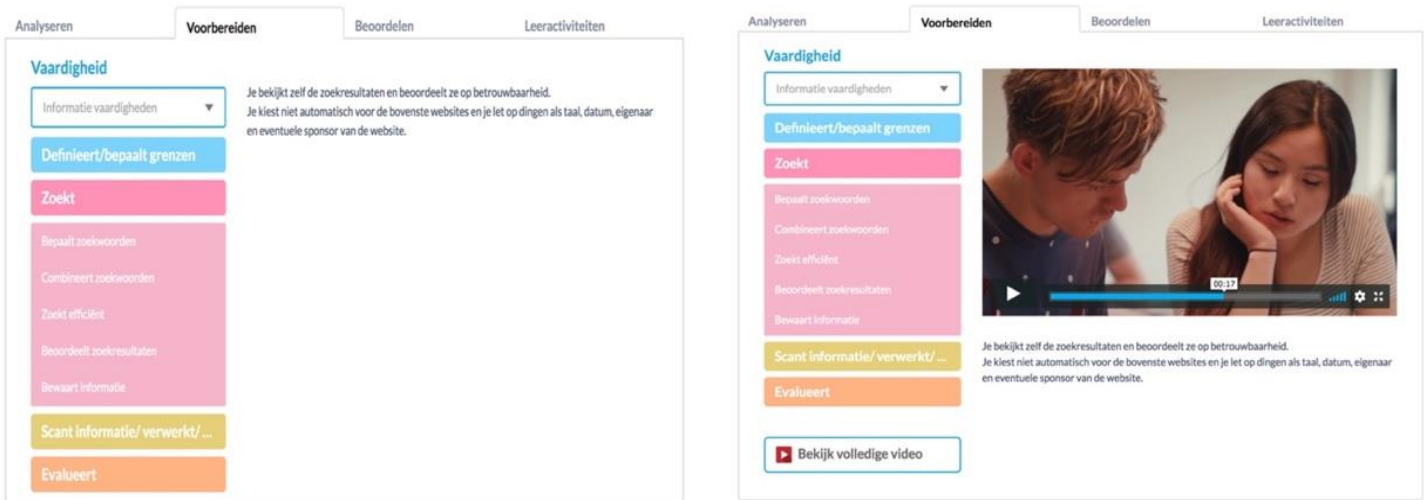 Analyseren
Voorbereiden
Beoordelen
Leeractiviteiten
Vaardigheid
Informatie vaardigheden
Definieert/bepaalt grenzen
Zoekt
Bepaalt zoekwoorden
Combineert zoekwoorden
Zoekt efficiënt
Beoordeelt zoekresultaten
Bewaart informatie
Scant informatie/ verwerkt/ ...
Evalueert
Je bekijkt zelf de zoekresultaten en beoordeelt ze op betrouwbaarheid.
Je kiest niet automatisch voor de bovenste websites en je let op dingen als taal, datum, eigenaar
en eventuele sponsor van de website.
Analyseren
Voorbereiden
Beoordelen
Leeractiviteiten
Vaardigheid
Informatie vaardigheden
Definieert/bepaalt grenzen
Zoekt
Bepaalt zoekwoorden
Combineert zoekwoorden
Zoekt efficiënt
Beoordeelt zoekresultaten
Bewaart informatie
Scant informatie/ verwerkt/ ...
Evalueert
Bekijk volledige video
00:17
Je bekijkt zelf de zoekresultaten en beoordeelt ze op betrouwbaarheid.
Je kiest niet automatisch voor de bovenste websites en je let op dingen als taal, datum, eigenaar
en eventuele sponsor van de website.